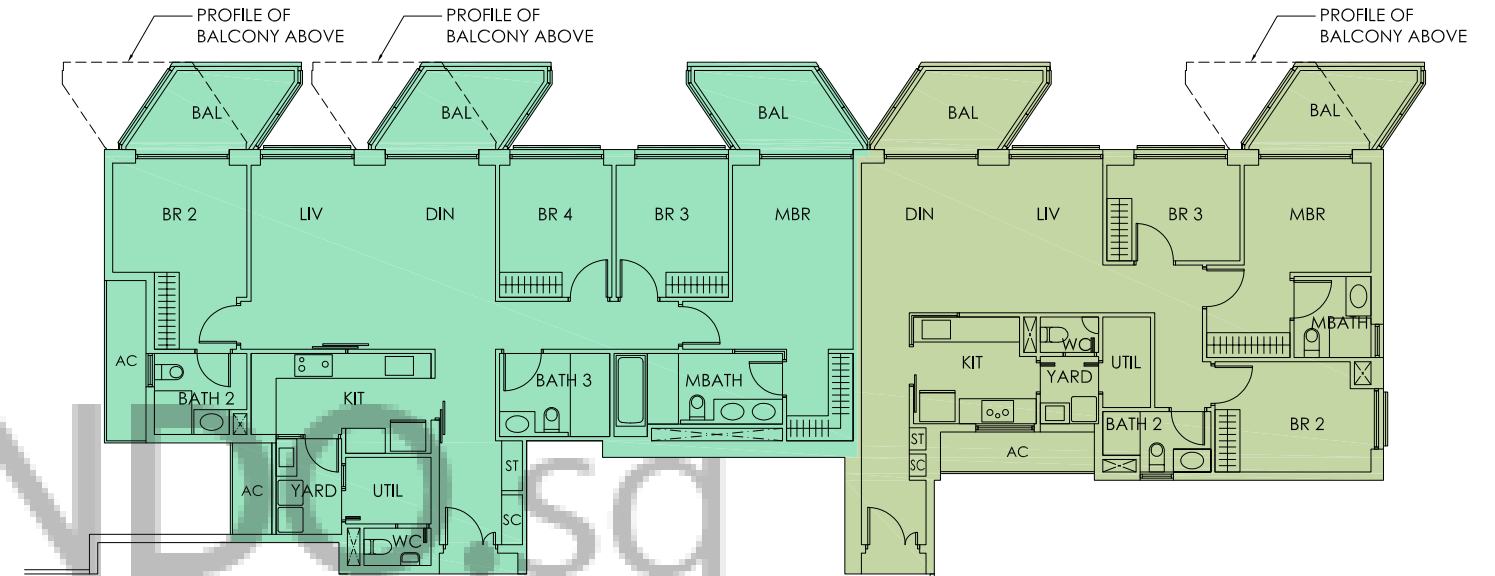 PROFILE OF
BALCONY ABOVE
PROFILE OF
BALCONY ABOVE
PROFILE OF
BALCONY ABOVE
BAL
BAL
BAL
BAL
BAL
BR 2
LIV
DIN
BR 4
BR 3
MBR
DIN
LIV
BR 3
MBR
AC
BATH 2
KIT
BATH 3
MBATH
KIT
WC
YARD
UTIL
MBATH
BATH 2
BR 2
ST
SC
AC
AC
YARD
UTIL
WC
ST
SC
NDO.sg